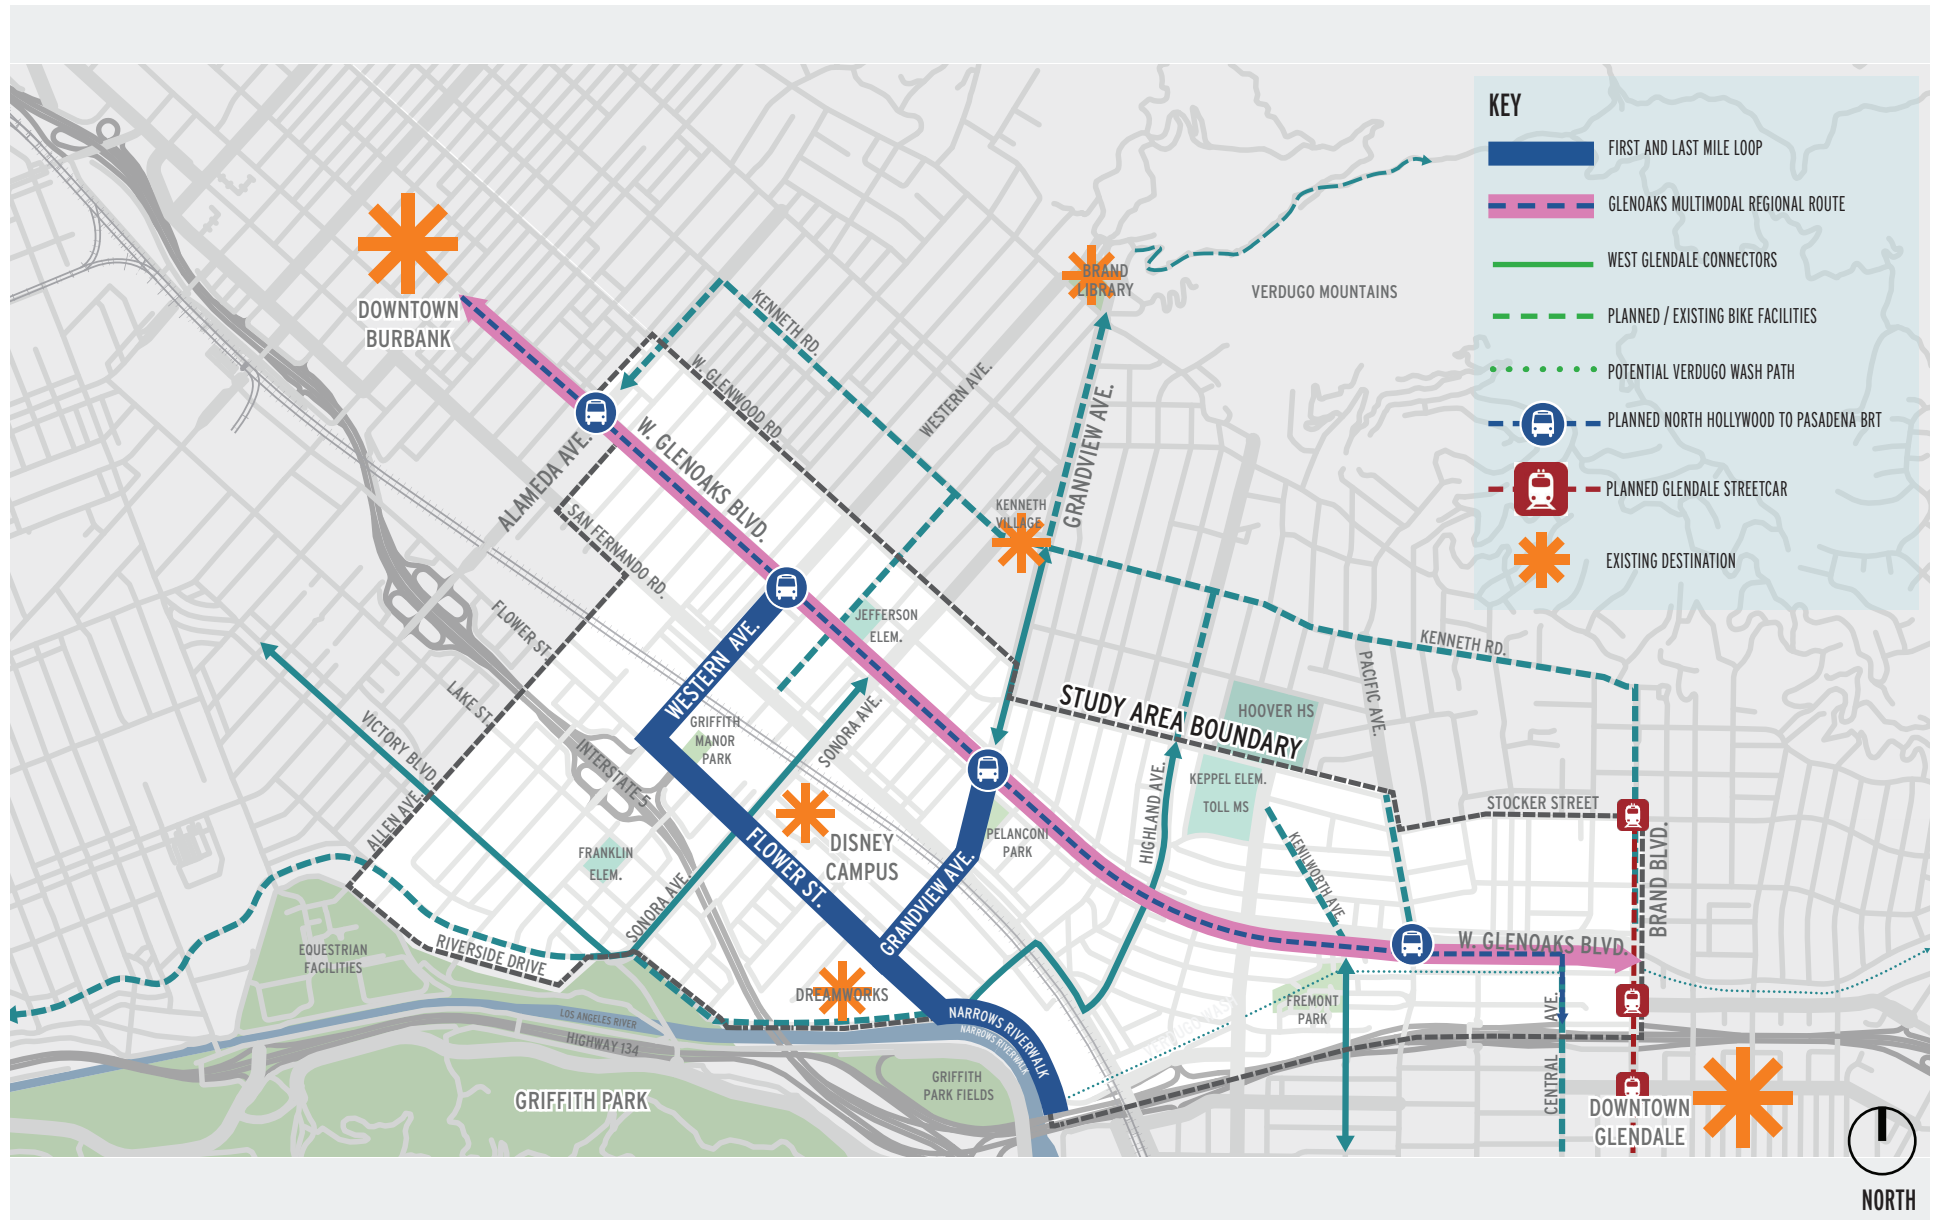 KEY
FIRST AND LAST MILE LOOP
GLENOAKS MULTIMODAL REGIONAL ROUTE
WEST GLENDALE CONNECTORS
PLANNED / EXISTING BIKE FACILITIES
POTENTIAL VERDUGO WASH PATH
PLANNED NORTH HOLLYWOOD TO PASADENA BRT
PLANNED GLENDALE STREETCAR
EXISTING DESTINATION
DOWNTOWN
BURBANK
BRAND
LIBRARY
VERDUGO MOUNTAINS
KENNETH RD.
W. GLENWOOD RD.
WESTERN AVE.
GRANDVIEW AVE.
ALAMEDA AVE.
W. GLENOAKS BLVD.
KENNETH
VILLAGE
SAN FERNANDO RD.
FLOWER ST.
JEFFERSON
ELEM.
WESTERN AVE.
KENNETH RD.
PACIFIC AVE.
STUDY AREA BOUNDARY
HOOVER HS
LAKE ST.
VICTORY BLVD.
GRIFFITH
MANOR
PARK
SONORA AVE.
INTERSTATE 5
KEPPEL ELEM.
TOLL MS
HIGHLAND AVE.
STOCKER STREET
ALLEN AVE.
FRANKLIN
ELEM.
FLOWER ST.
DISNEY
CAMPUS
PELANCONI
PARK
GRANDVIEW AVE.
KENILWORTH AVE.
BRAND BLVD.
SONORA AVE.
W. GLENOAKS BLVD.
EQUESTRIAN
FACILITIES
RIVERSIDE DRIVE
DREAMWORKS
NARROWS RIVERWALK
NARROWS RIVERWALK
VERDUGO WASH
FREMONT
PARK
LOS ANGELES RIVER
HIGHWAY 134
GRIFFITH PARK
GRIFFITH
PARK FIELDS
CENTRAL AVE.
DOWNTOWN
GLENDALE
NORTH